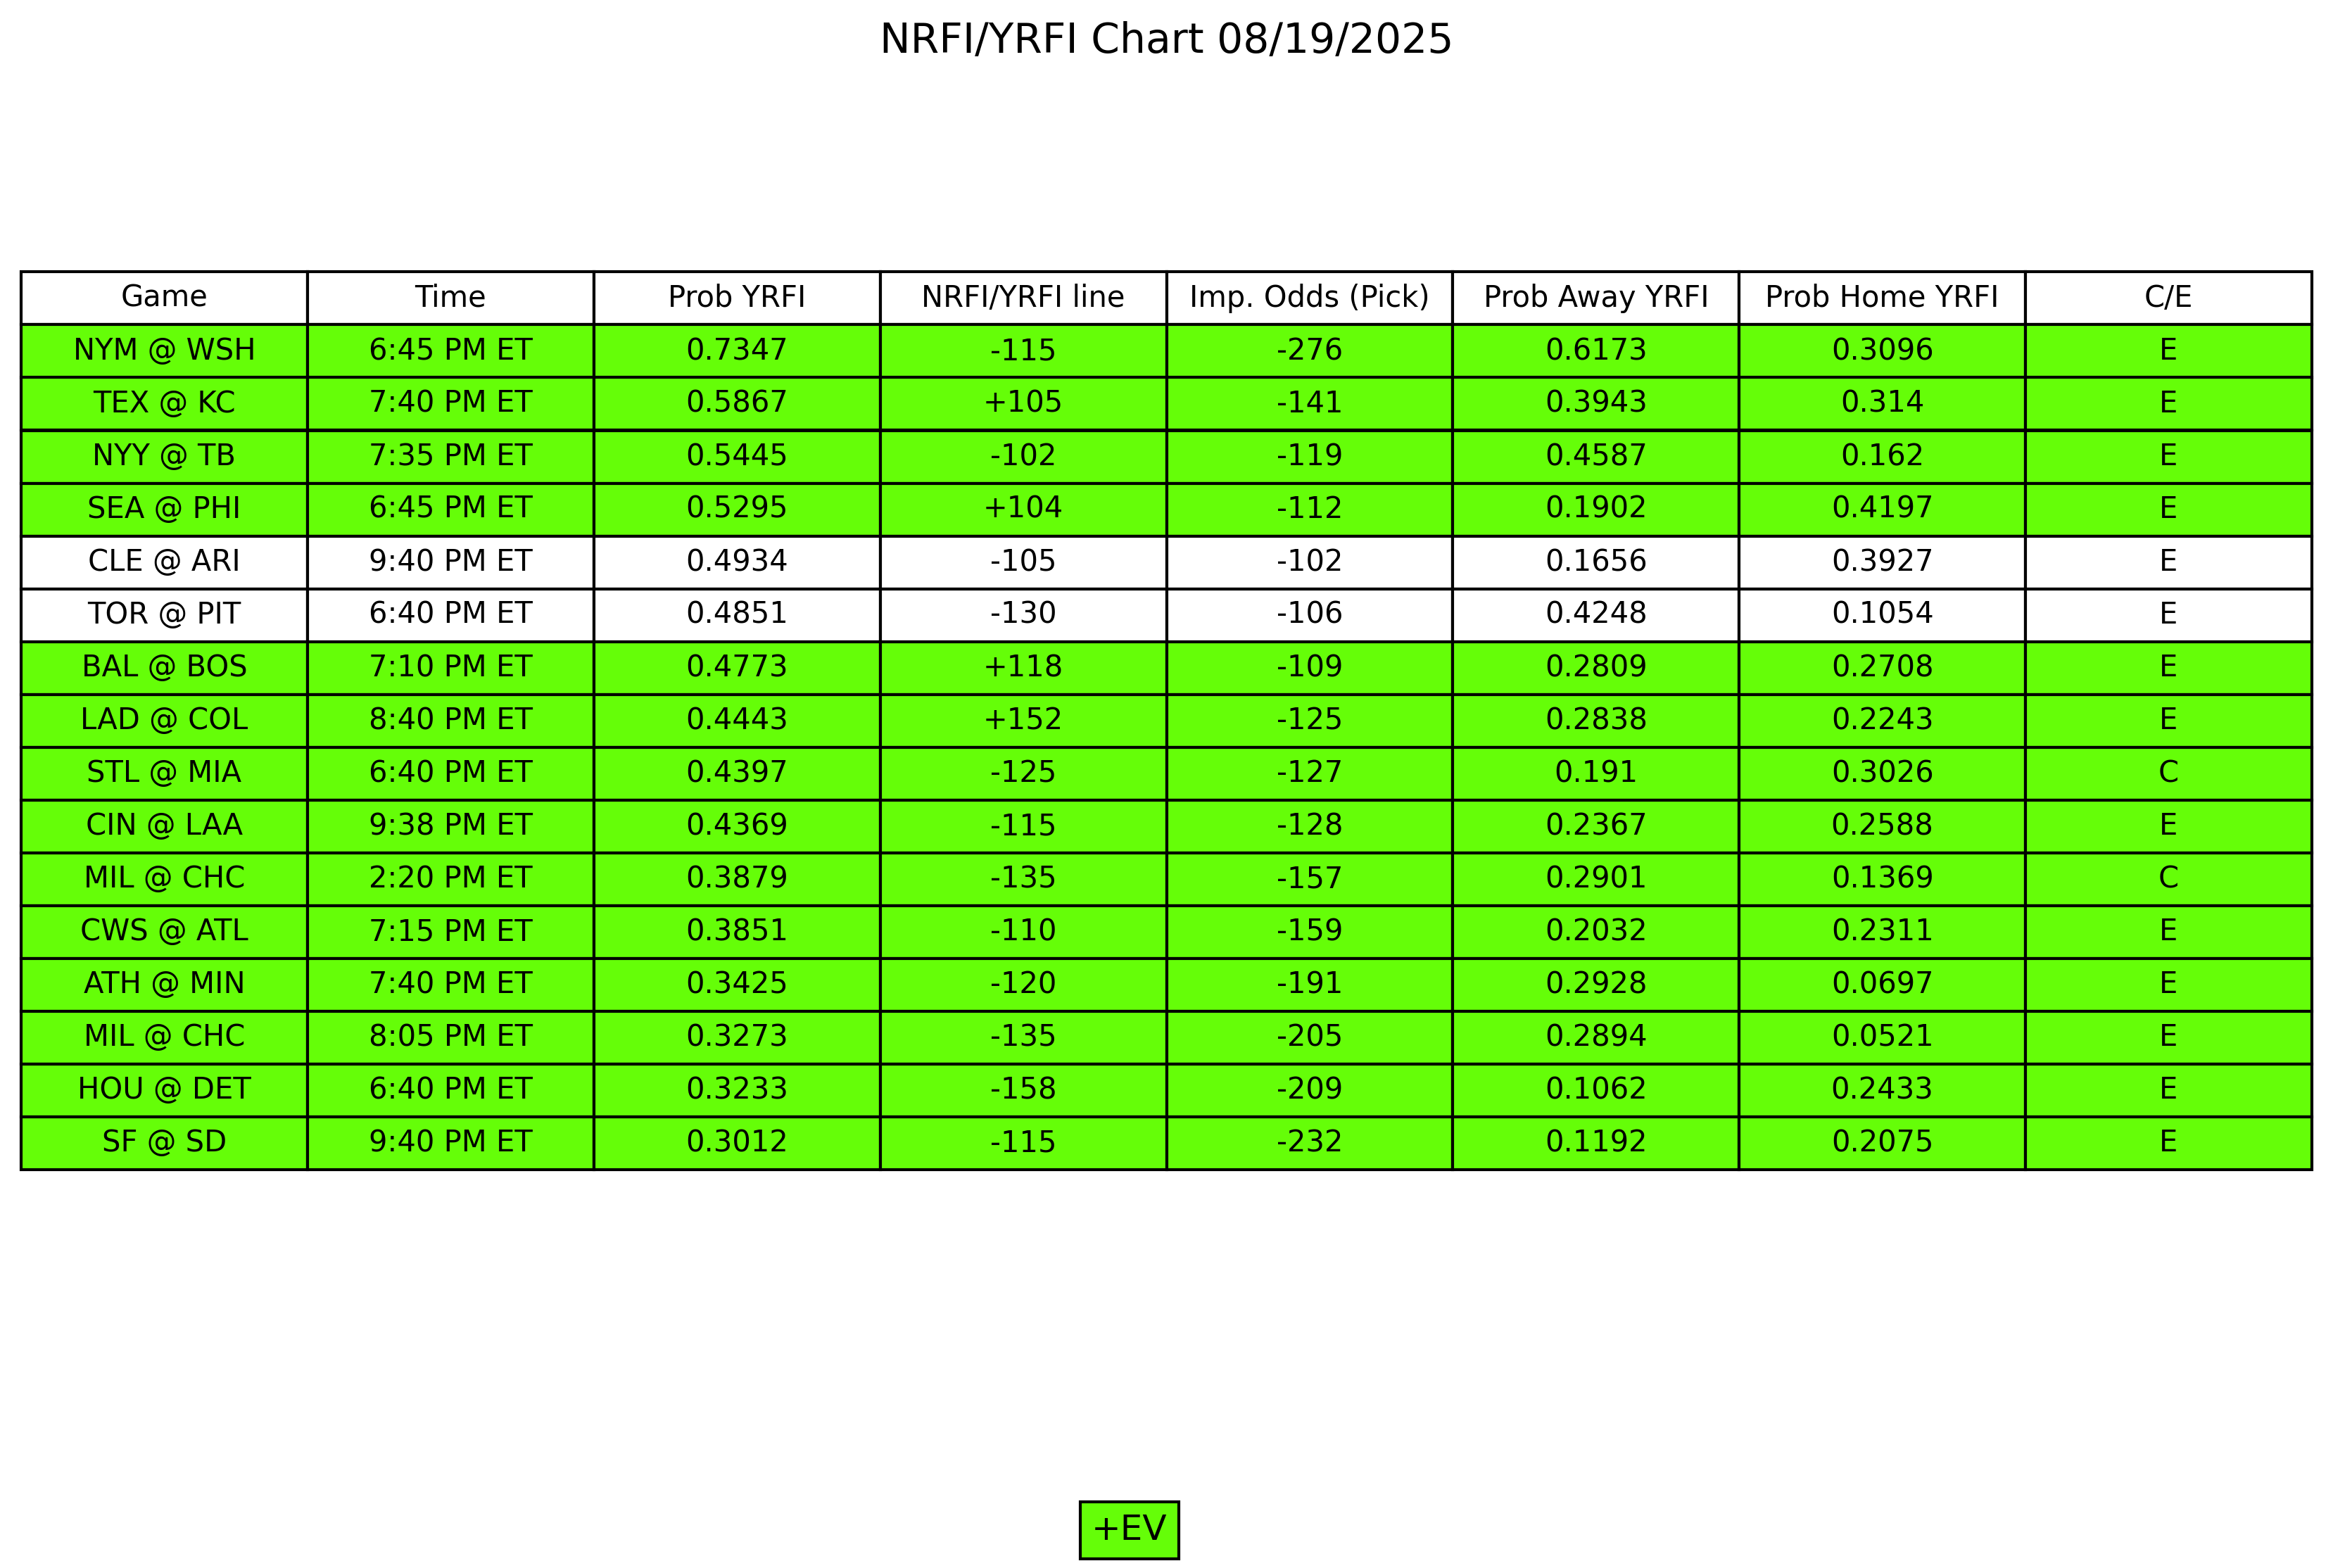 NRFI/YRFI Chart 08/19/2025
Game Time Prob YRFI NRFI/YRFI line Imp. Odds (Pick) Prob Away YRFI Prob Home YRFI C/E
NYM @ WSH 6:45 PM ET 0.7347 -115 -276 0.6173 0.3096 E
TEX @ KC 7:40 PM ET 0.5867 +105 -141 0.3943 0.314 E
NYY @ TB 7:35 PM ET 0.5445 -102 -119 0.4587 0.162 E
SEA @ PHI 6:45 PM ET 0.5295 +104 -112 0.1902 0.4197 E
CLE @ ARI 9:40 PM ET 0.4934 -105 -102 0.1656 0.3927 E
TOR @ PIT 6:40 PM ET 0.4851 -130 -106 0.4248 0.1054 E
BAL @ BOS 7:10 PM ET 0.4773 +118 -109 0.2809 0.2708 E
LAD @ COL 8:40 PM ET 0.4443 +152 -125 0.2838 0.2243 E
STL @ MIA 6:40 PM ET 0.4397 -125 -127 0.191 0.3026 C
CIN @ LAA 9:38 PM ET 0.4369 -115 -128 0.2367 0.2588 E
MIL @ CHC 2:20 PM ET 0.3879 -135 -157 0.2901 0.1369 C
CWS @ ATL 7:15 PM ET 0.3851 -110 -159 0.2032 0.2311 E
ATH @ MIN 7:40 PM ET 0.3425 -120 -191 0.2928 0.0697 E
MIL @ CHC 8:05 PM ET 0.3273 -135 -205 0.2894 0.0521 E
HOU @ DET 6:40 PM ET 0.3233 -158 -209 0.1062 0.2433 E
SF @ SD 9:40 PM ET 0.3012 -115 -232 0.1192 0.2075 E
+EV